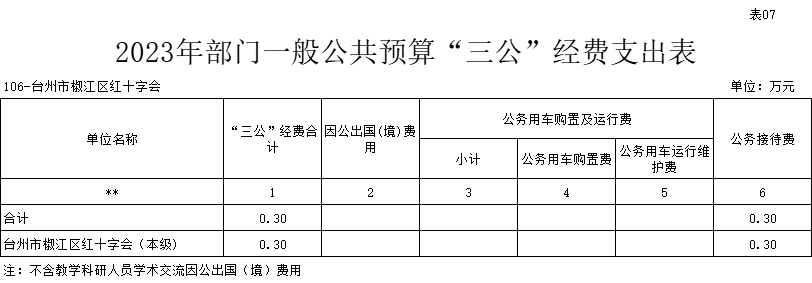 表07
2023年部门一般公共预算“三公”经费支出表
106-台州市椒江区红十字会 单位：万元
单位名称 “三公”经费合计 因公出国(境)费用 公务用车购置及运行费 公务接待费
小计 公务用车购置费 公务用车运行维护费
** 1 2 3 4 5 6
合计 0.30 0.30
台州市椒江区红十字会（本级） 0.30 0.30
注：不含教学科研人员学术交流因公出国（境）费用